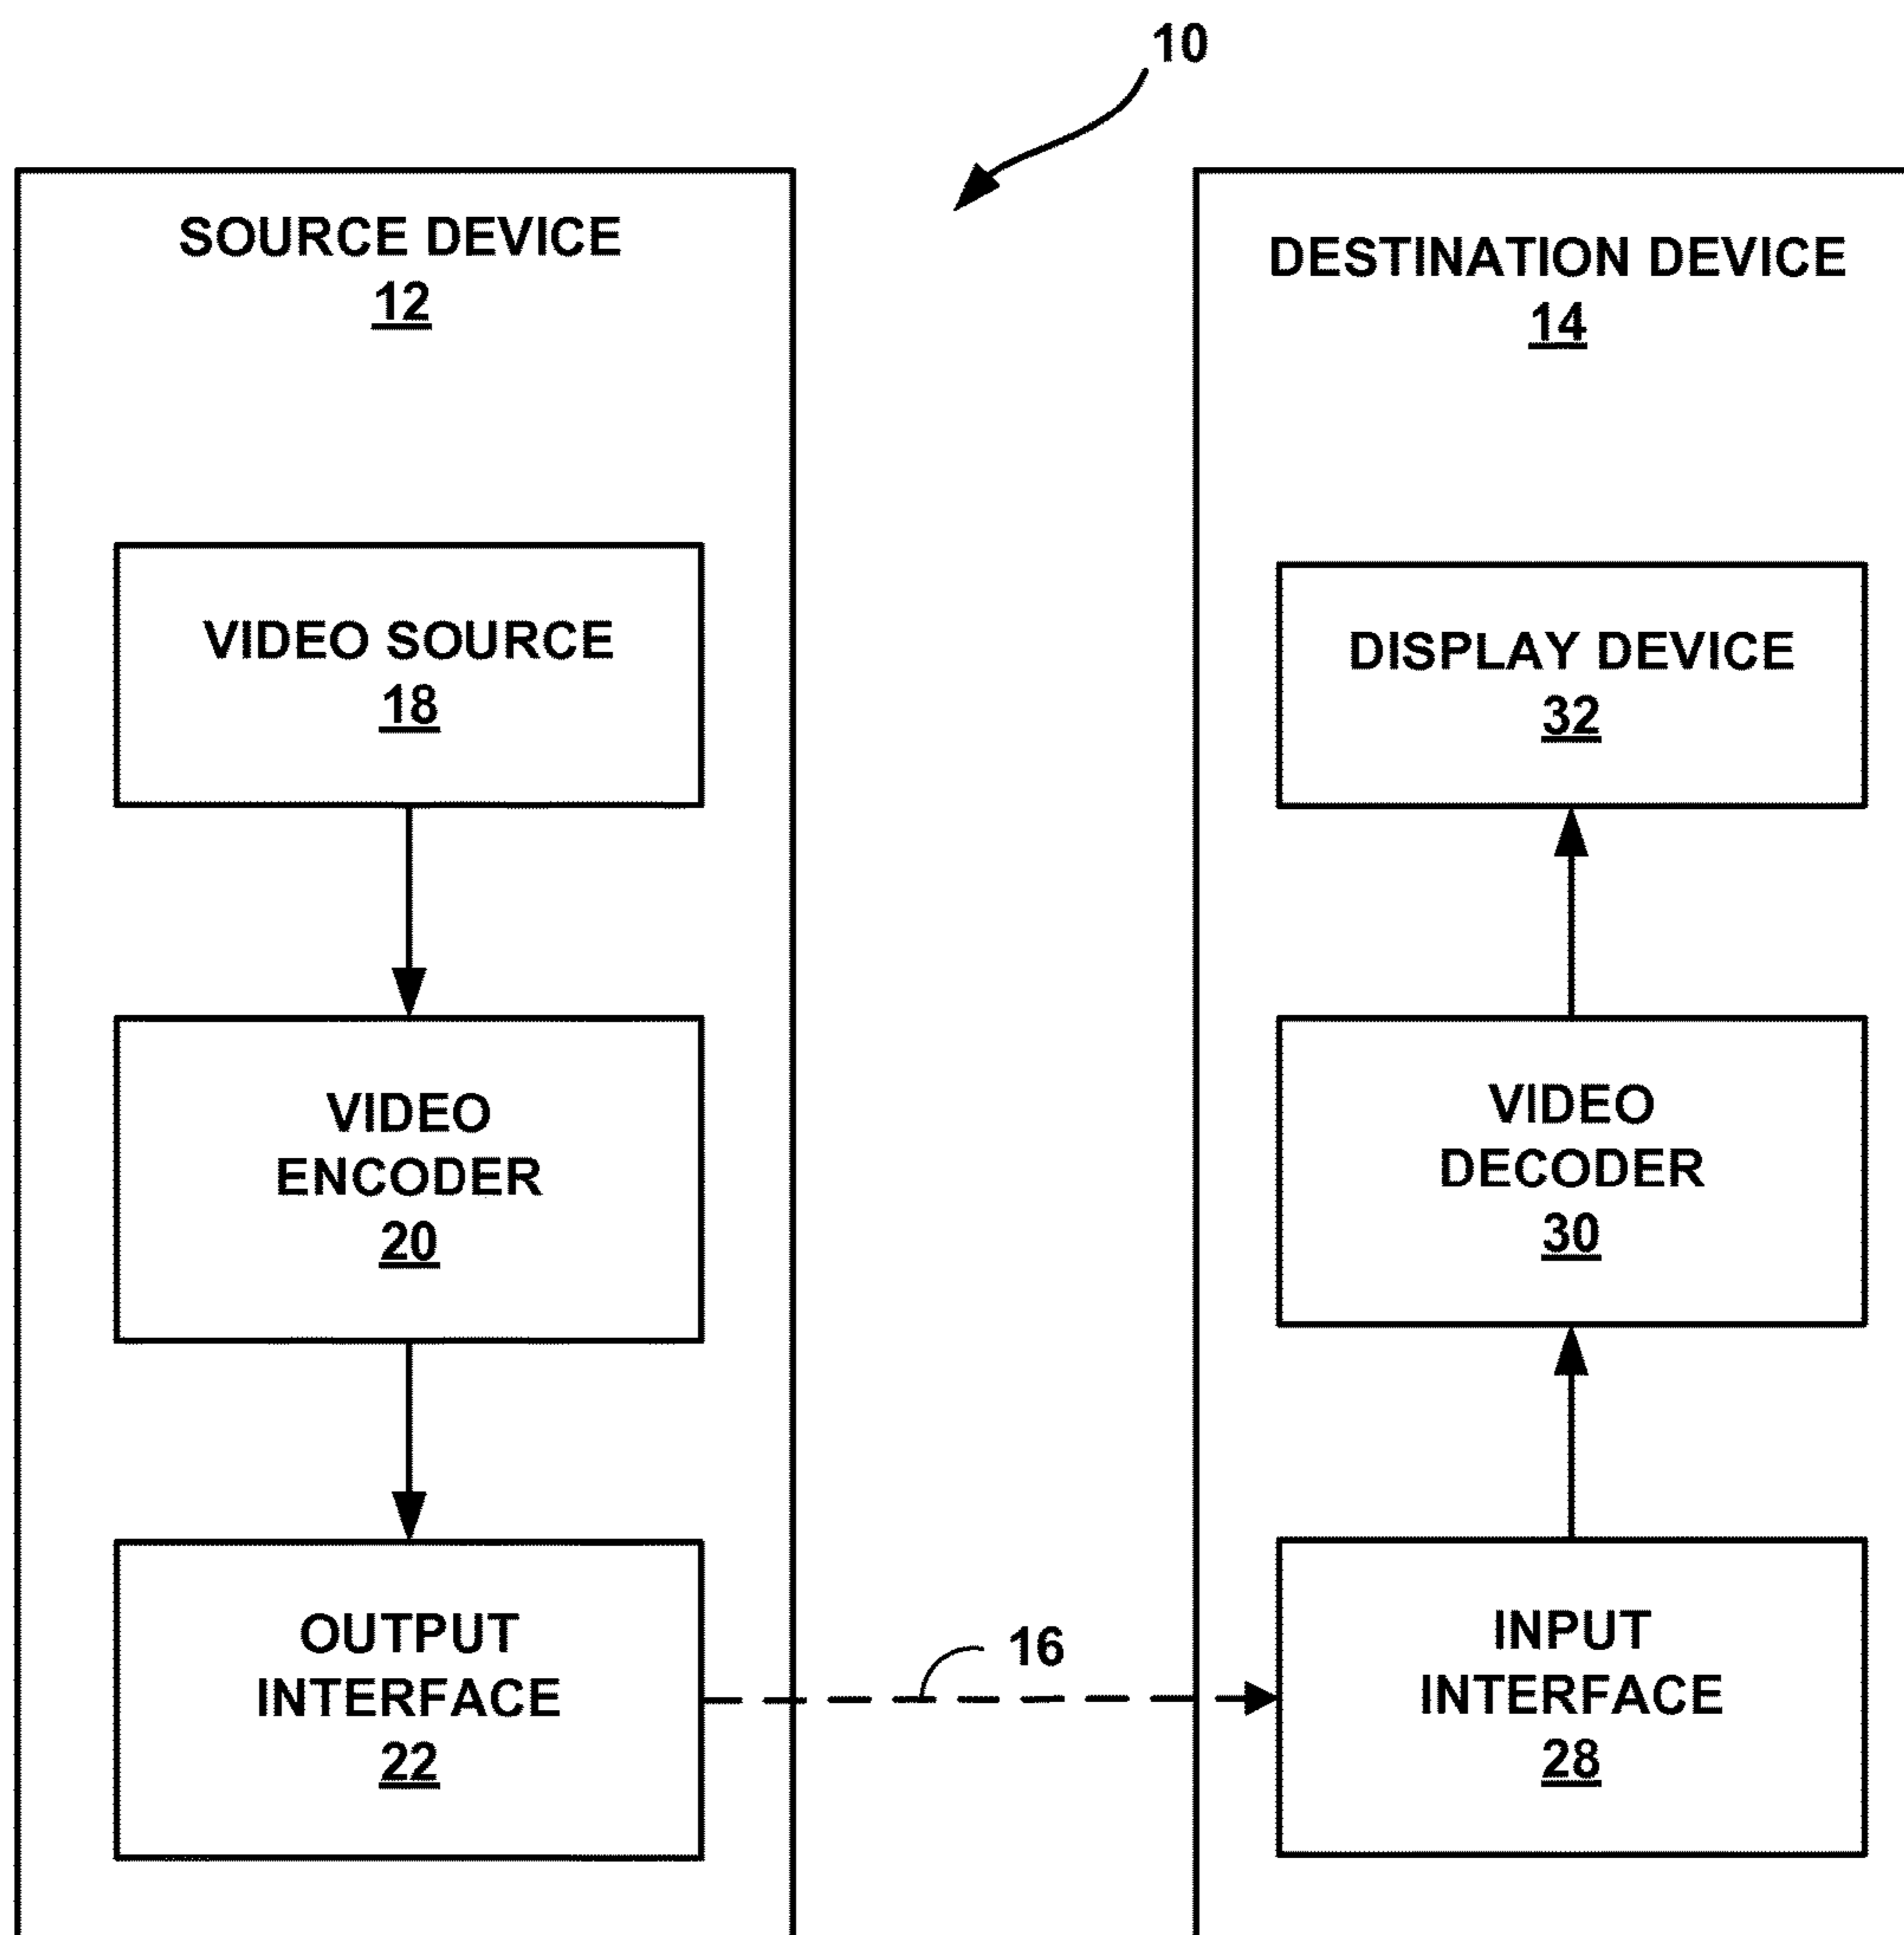 10
SOURCE DEVICE
12
VIDEO SOURCE
18
VIDEO
ENCODER
20
OUTPUT
INTERFACE
22
16
DESTINATION DEVICE
14
DISPLAY DEVICE
32
VIDEO
DECODER
30
INPUT
INTERFACE
28